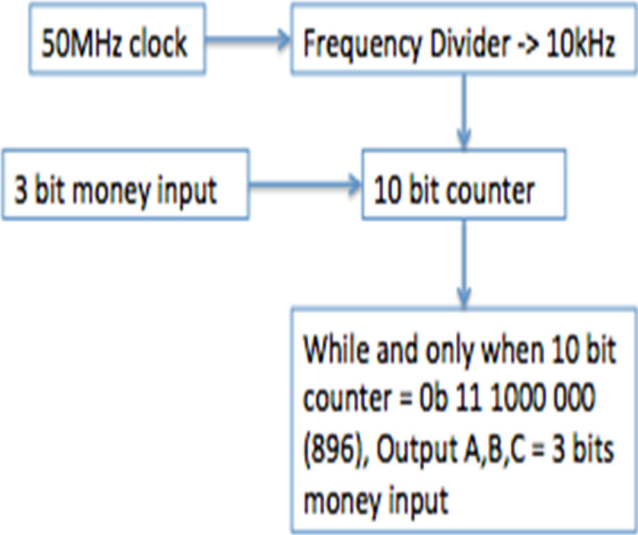 50MHz clock
Frequency Divider -> 10kHz
3 bit money input
10 bit counter
While and only when 10 bit
counter = 0b 11 1000 000
(896), Output A,B,C = 3 bits
money input